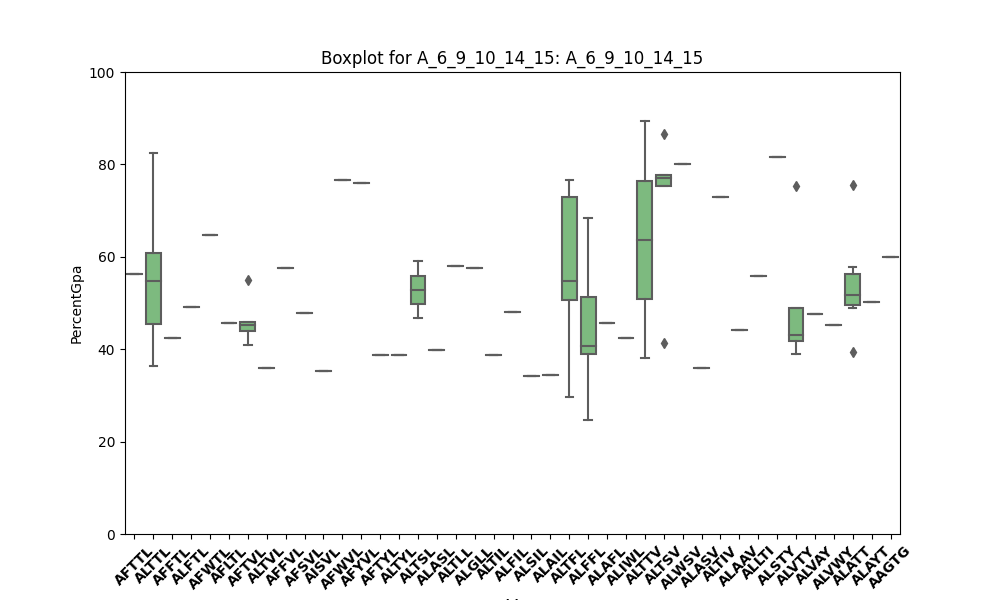 Boxplot for A_6_9_10_14_15: A_6_9_10_14_15
PercentGpa
100
80
60
40
20
0
AFTTL
ALTTL
AFFTL
ALFTL
AFWTL
AFLTL
AFTVL
ALTVL
AFFVL
AFSVL
AISVL
AFWVL
AFYVL
AFTYL
ALTYL
ALTSL
ALASL
ALTLL
ALGLL
ALTIL
ALFIL
ALSIL
ALAIL
ALTFL
ALFFL
ALAFL
ALIWL
ALTTV
ALTSV
ALWSV
ALASV
ALTIV
ALAAV
ALLTI
ALSTY
ALVTY
ALVAY
ALVWY
ALATT
ALAYT
AAGTG